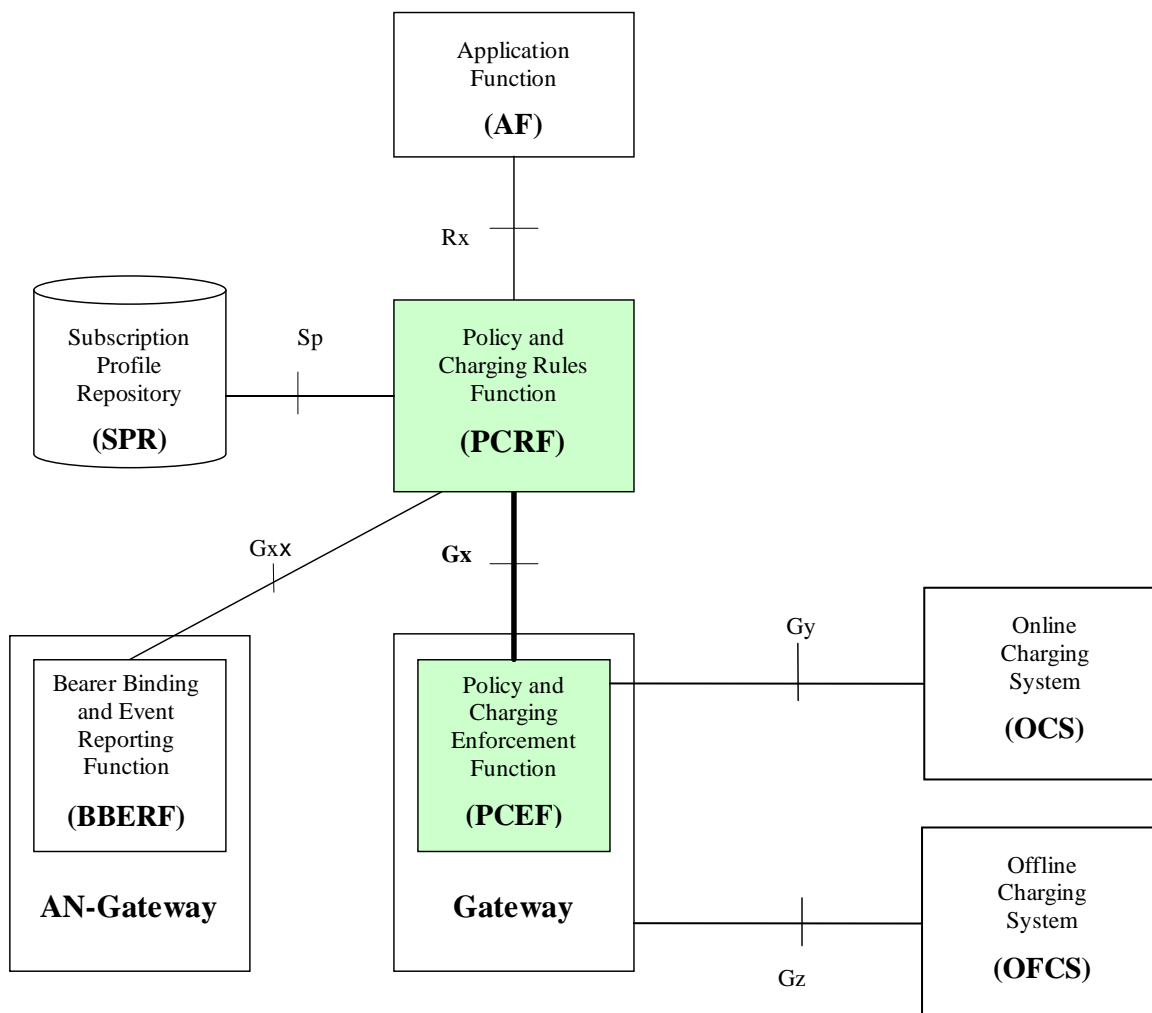 Application
Function
(AF)
Rx
Subscription
Profile
Repository
(SPR)
Sp
Policy and
Charging Rules
Function
(PCRF)
Gxx
Gx
Bearer Binding
and Event
Reporting
Function
(BBERF)
AN-Gateway
Policy and
Charging
Enforcement
Function
(PCEF)
Gateway
Gy
Online
Charging
System
(OCS)
Gz
Offline
Charging
System
(OFCS)